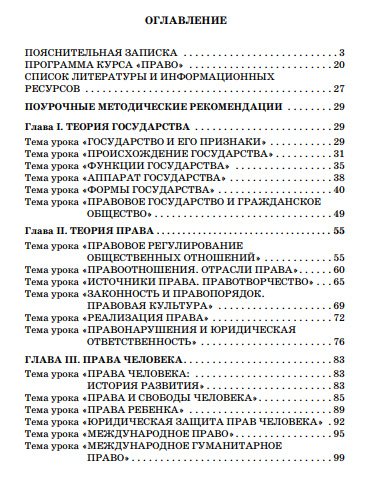 ОГЛАВЛЕНИЕ
ПОЯСНИТЕЛЬНАЯ ЗАПИСКА . . . . . . . . . . . . . . . . . . . . . . . . 3
ПРОГРАММА КУРСА «ПРАВО» . . . . . . . . . . . . . . . . . . . . . . 20
СПИСОК ЛИТЕРАТУРЫ И ИНФОРМАЦИОННЫХ
РЕСУРСОВ . . . . . . . . . . . . . . . . . . . . . . . . . . . . . . . . . . 27
ПОУРОЧНЫЕ МЕТОДИЧЕСКИЕ РЕКОМЕНДАЦИИ . . . . . . . . 29
Глава I. ТЕОРИЯ ГОСУДАРСТВА . . . . . . . . . . . . . . . . . . . . 29
Тема урока «ГОСУДАРСТВО И ЕГО ПРИЗНАКИ» . . . . . . . . . 29
Тема урока «ПРОИСХОЖДЕНИЕ ГОСУДАРСТВА» . . . . . . . . . 31
Тема урока «ФУНКЦИИ ГОСУДАРСТВА» . . . . . . . . . . . . . . 35
Тема урока «АППАРАТ ГОСУДАРСТВА» . . . . . . . . . . . . . . . 38
Тема урока «ФОРМЫ ГОСУДАРСТВА» . . . . . . . . . . . . . . . . 40
Тема урока «ПРАВОВОЕ ГОСУДАРСТВО И ГРАЖДАНСКОЕ
ОБЩЕСТВО» . . . . . . . . . . . . . . . . . . . . . . . . . . . 49
Глава II. ТЕОРИЯ ПРАВА . . . . . . . . . . . . . . . . . . . . . . . . . 55
Тема урока «ПРАВОВОЕ РЕГУЛИРОВАНИЕ
ОБЩЕСТВЕННЫХ ОТНОШЕНИЙ» . . . . . . . . . . . 55
Тема урока «ПРАВООТНОШЕНИЯ. ОТРАСЛИ ПРАВА» . . . . . 60
Тема урока «ИСТОЧНИКИ ПРАВА. ПРАВОТВОРЧЕСТВО» . . . 65
Тема урока «ЗАКОННОСТЬ И ПРАВОПОРЯДОК.
ПРАВОВАЯ КУЛЬТУРА» . . . . . . . . . . . . . . . . . . 69
Тема урока «РЕАЛИЗАЦИЯ ПРАВА» . . . . . . . . . . . . . . . . . 72
Тема урока «ПРАВОНАРУШЕНИЯ И ЮРИДИЧЕСКАЯ
ОТВЕТСТВЕННОСТЬ» . . . . . . . . . . . . . . . . . . . 76
ГЛАВА III. ПРАВА ЧЕЛОВЕКА . . . . . . . . . . . . . . . . . . . . . 83
Тема урока «ПРАВА ЧЕЛОВЕКА:
ИСТОРИЯ РАЗВИТИЯ» . . . . . . . . . . . . . . . . . . . 83
Тема урока «ПРАВА И СВОБОДЫ ЧЕЛОВЕКА» . . . . . . . . . . . 85
Тема урока «ПРАВА РЕБЕНКА» . . . . . . . . . . . . . . . . . . . . 89
Тема урока «ЮРИДИЧЕСКАЯ ЗАЩИТА ПРАВ ЧЕЛОВЕКА» . . 92
Тема урока «МЕЖДУНАРОДНОЕ ПРАВО» . . . . . . . . . . . . . . 95
Тема урока «МЕЖДУНАРОДНОЕ ГУМАНИТАРНОЕ
ПРАВО» . . . . . . . . . . . . . . . . . . . . . . . . . . . . . . 99